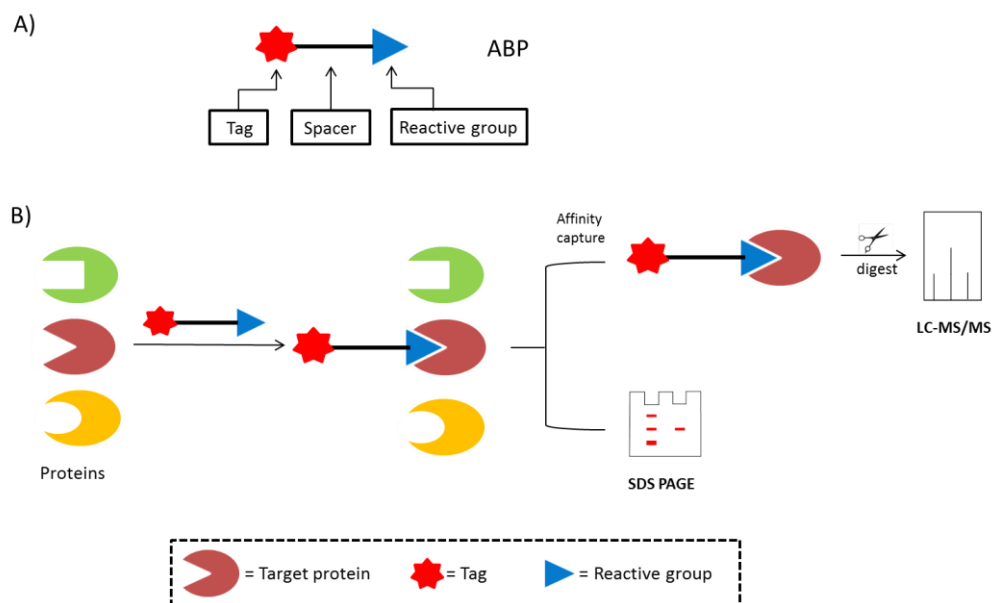 A)
ABP
Tag
Spacer
Reactive group
B)
Affinity
capture
digest
LC-MS/MS
Proteins
SDS PAGE
= Target protein
= Tag
= Reactive group